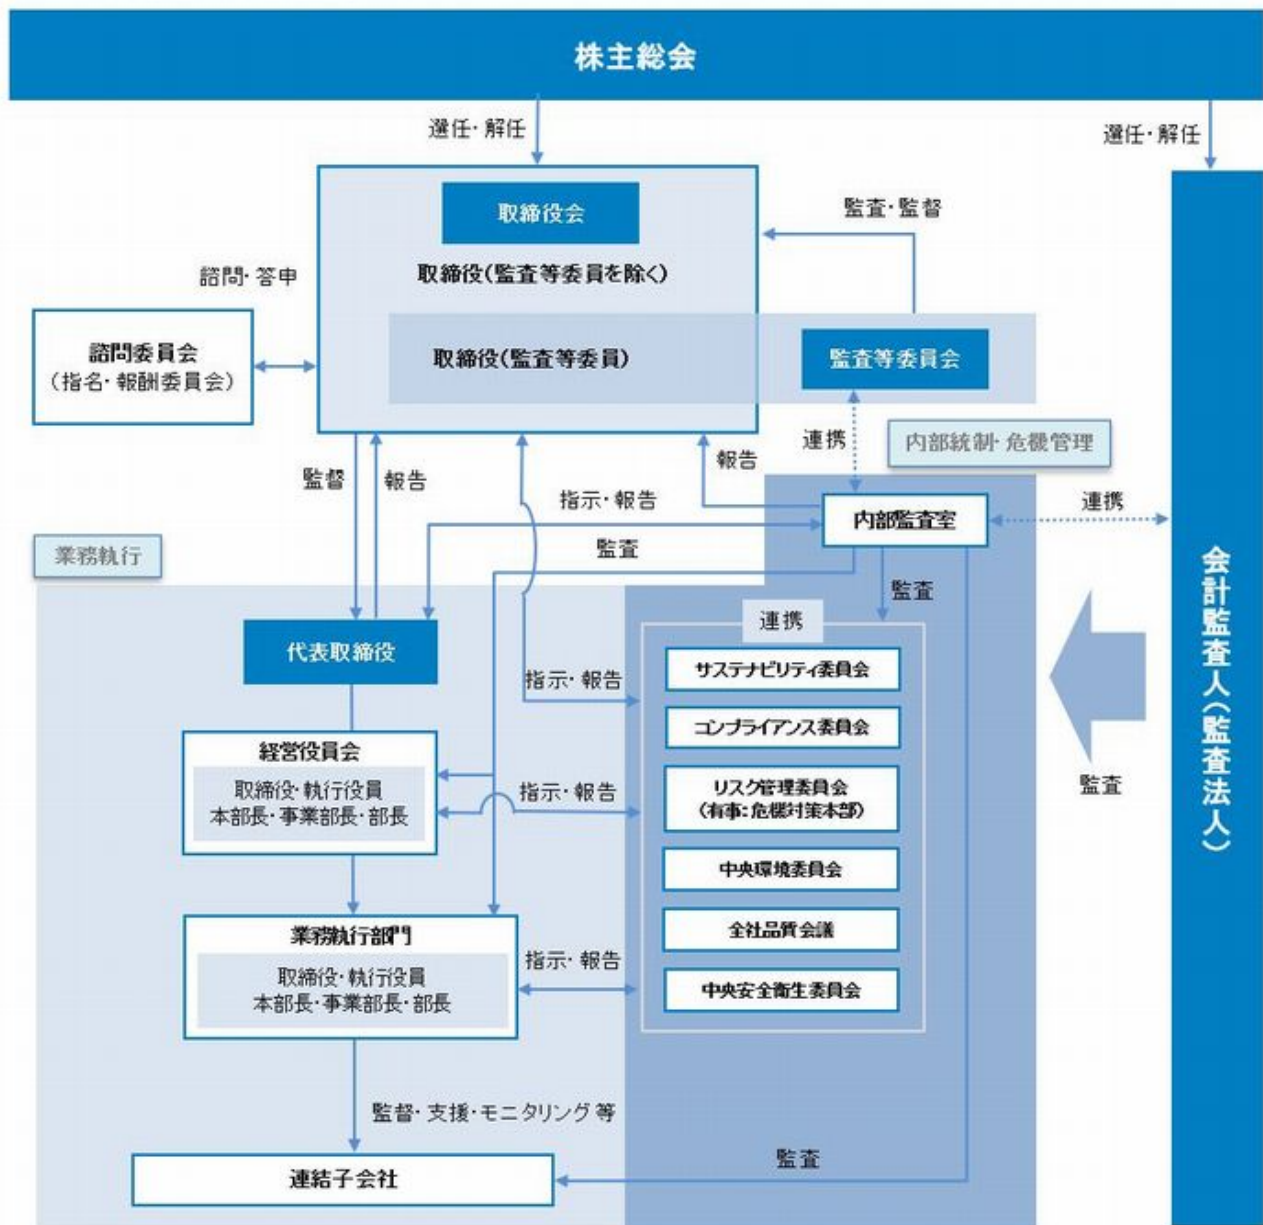 株主総会
選任・解任
選任・解任
取締役会
監査・監督
取締役(監査等委員を除く)
諮問・答申
諮問委員会
(指名・報酬委員会)
取締役(監査等委員)
監査等委員会
連携
内部統制・危機管理
監督
報告
報告
指示・報告
内部監査室
連携
業務執行
監査
監査
連携
代表取締役
サステナビリティ委員会
指示・報告
コンプライアンス委員会
経営役員会
取締役・執行役員
本部長・事業部長・部長
指示・報告
リスク管理委員会
(有事:危機対策本部)
監査
会計監査人(監査法人)
中央環境委員会
業務執行部門
取締役・執行役員
本部長・事業部長・部長
全社品質会議
指示・報告
中央安全衛生委員会
監督・支援・モニタリング等
監査
連結子会社